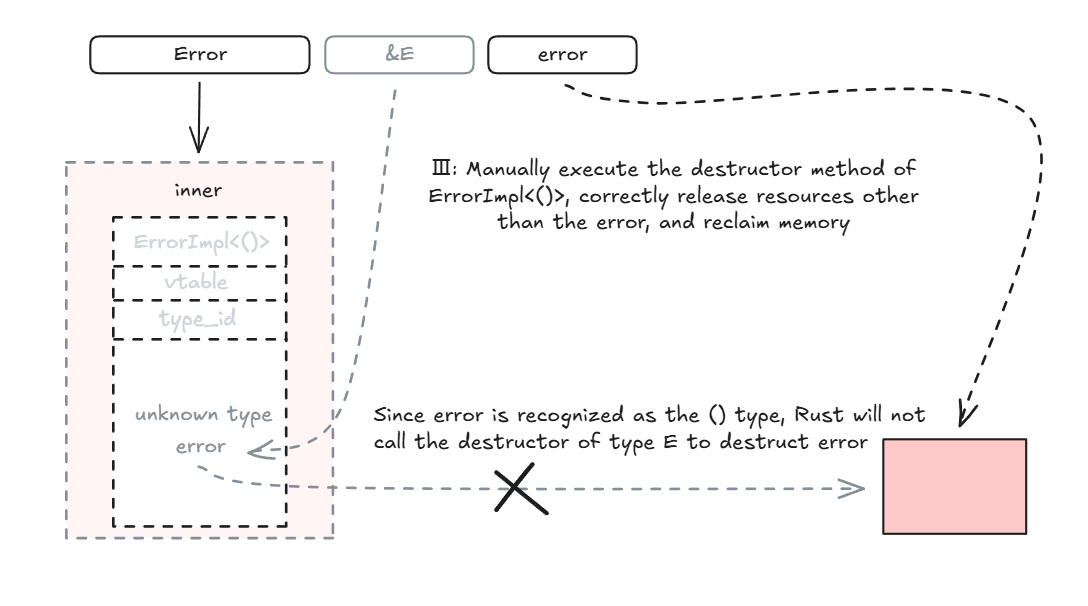 Error
&E
error
Ⅲ: Manually execute the destructor method of
ErrorImpl<()>, correctly release resources other
than the error, and reclaim memory
inner
ErrorImpl<()>
vtable
type_id
unknown type
error
Since error is recognized as the () type, Rust will not
call the destructor of type E to destruct error